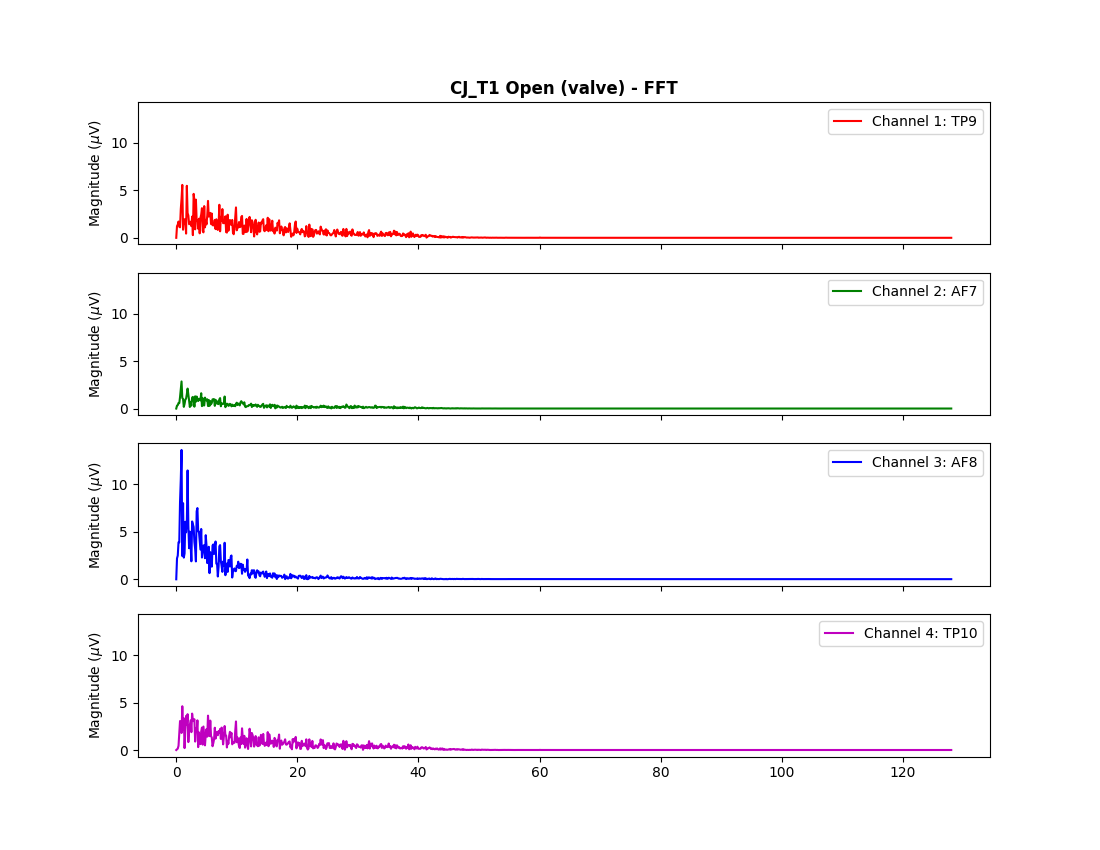 CJ_T1 Open (valve) - FFT
Magnitude (μV)
10
5
0
Channel 1: TP9
Magnitude (μV)
10
5
0
Channel 2: AF7
Magnitude (μV)
10
5
0
Channel 3: AF8
Magnitude (μV)
10
5
0
Channel 4: TP10
0 20 40 60 80 100 120